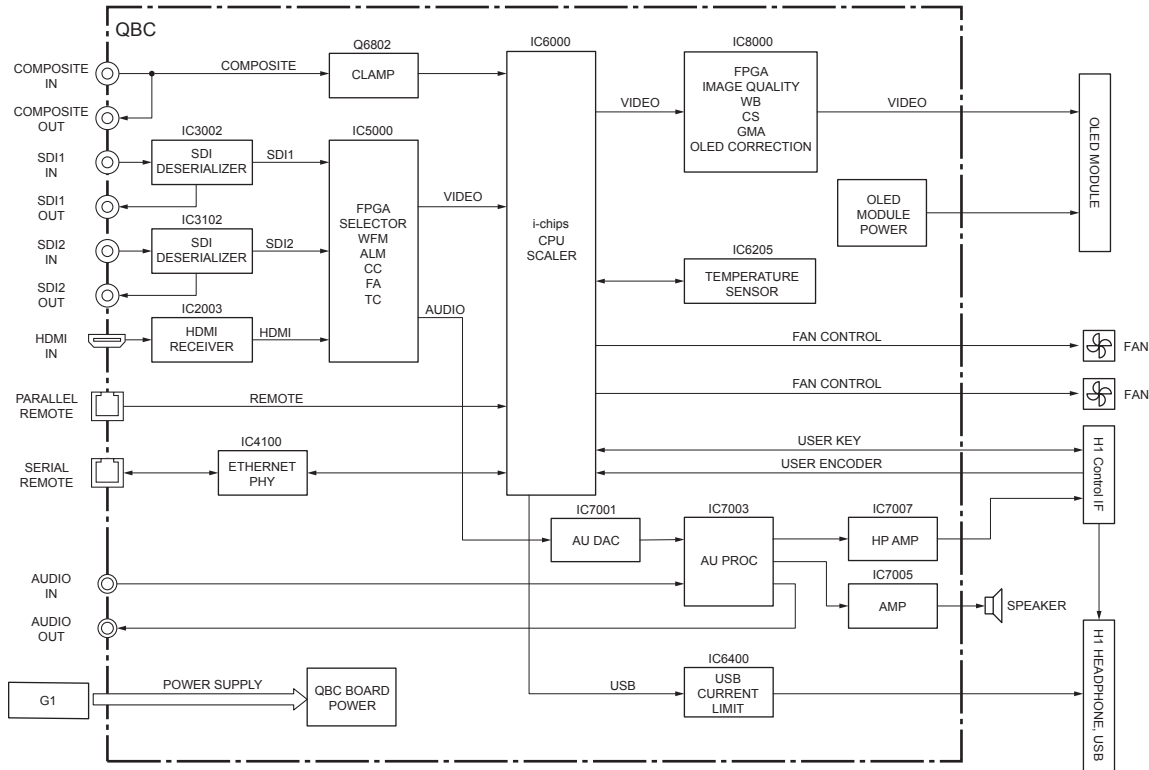 QBC
COMPOSITE
IN
COMPOSITE
OUT
SDI1
IN
SDI1
OUT
SDI2
IN
SDI2
OUT
HDMI
IN
PARALLEL
REMOTE
SERIAL
REMOTE
AUDIO
IN
AUDIO
OUT
G1
COMPOSITE
Q6802
CLAMP
IC3002
SDI
DESERIALIZER
SDI1
IC3102
SDI
DESERIALIZER
SDI2
IC2003
HDMI
RECEIVER
HDMI
IC5000
FPGA
SELECTOR
WFM
ALM
CC
FA
TC
VIDEO
AUDIO
REMOTE
IC4100
ETHERNET
PHY
POWER SUPPLY
QBC BOARD
POWER
IC6000
i-chips
CPU
SCALER
VIDEO
IC8000
FPGA
IMAGE QUALITY
WB
CS
GMA
OLED CORRECTION
VIDEO
OLED
MODULE
POWER
OLED MODULE
IC6205
TEMPERATURE
SENSOR
FAN CONTROL
FAN
FAN CONTROL
FAN
USER KEY
USER ENCODER
H1 Control IF
IC7001
AU DAC
IC7003
AU PROC
IC7007
HP AMP
IC7005
AMP
SPEAKER
USB
IC6400
USB
CURRENT
LIMIT
H1 HEADPHONE, USB